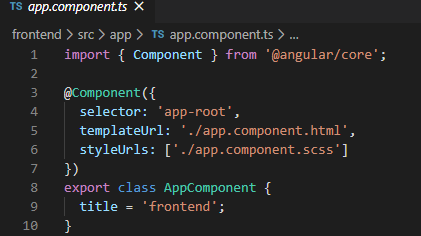 TS app.component.ts ×
frontend > src > app > TS app.component.ts > ...
1 import { Component } from '@angular/core';
2
3 @Component({
4   selector: 'app-root',
5   templateUrl: './app.component.html',
6   styleUrls: ['./app.component.scss']
7 })
8 export class AppComponent {
9   title = 'frontend';
10 }